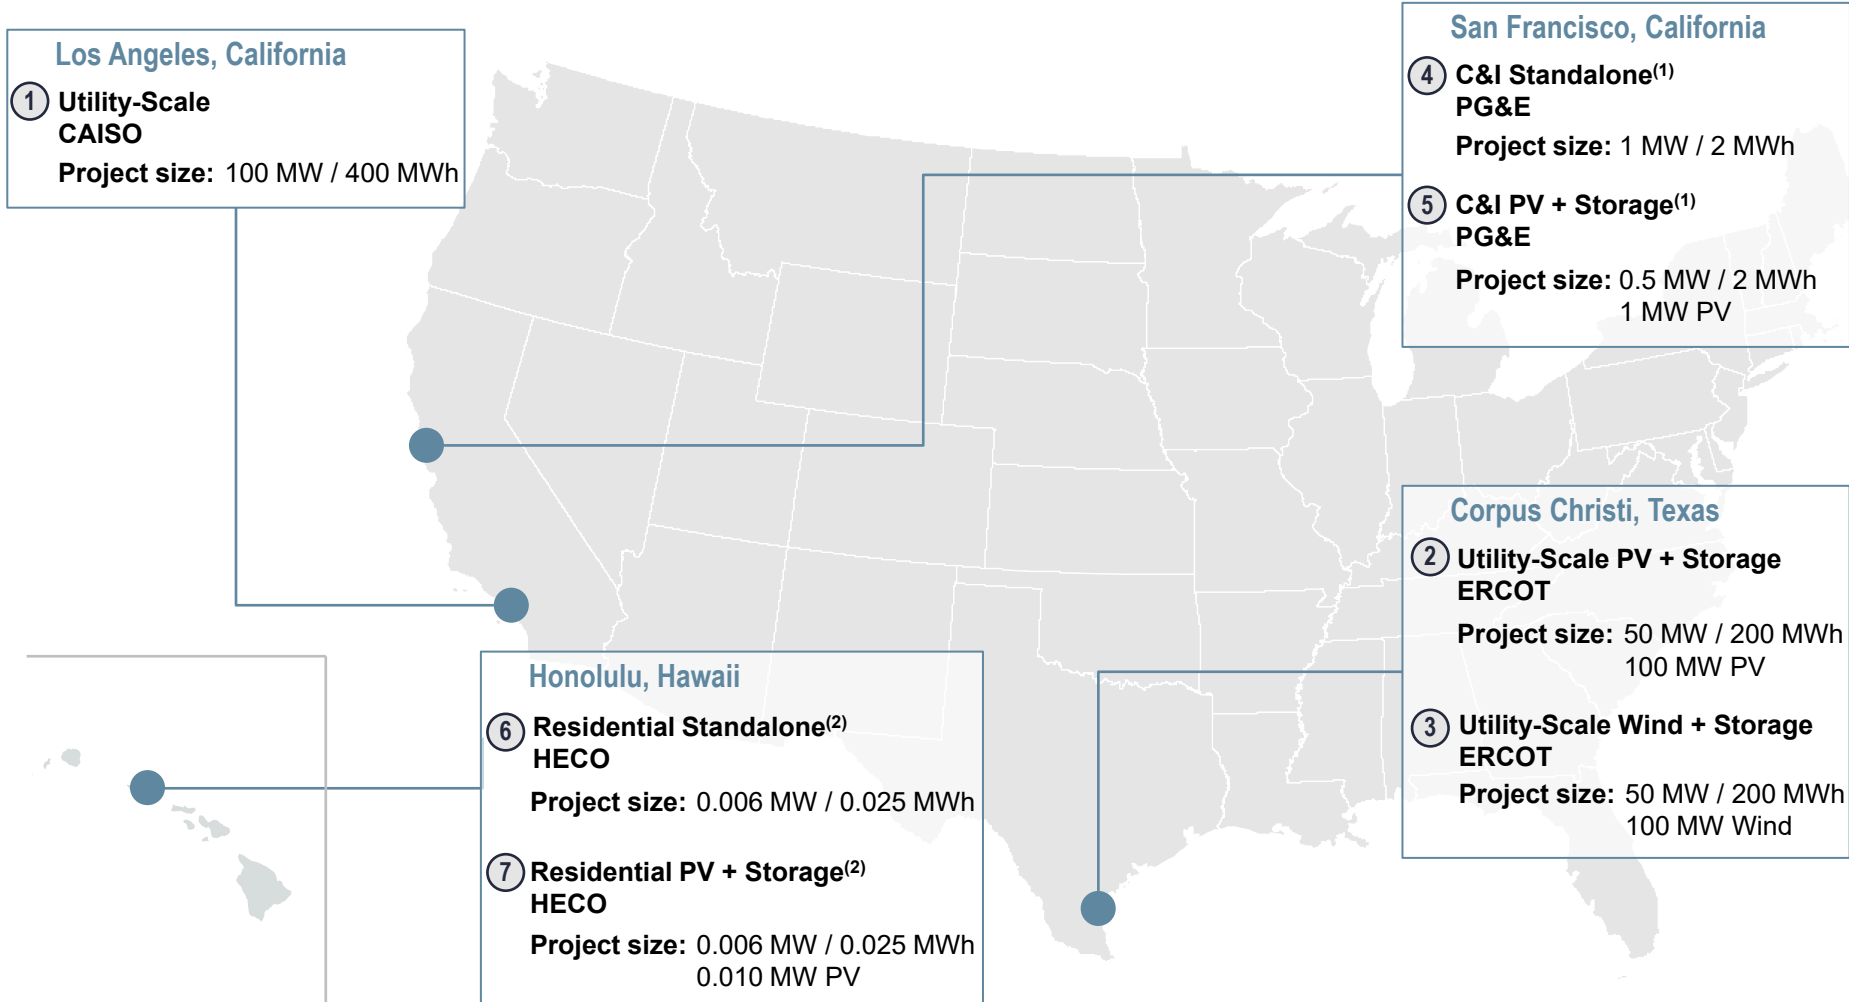 Los Angeles, California
1 Utility-Scale
CAISO
Project size: 100 MW / 400 MWh
San Francisco, California
4 C&I Standalone(1)
PG&E
Project size: 1 MW / 2 MWh
5 C&I PV + Storage(1)
PG&E
Project size: 0.5 MW / 2 MWh
1 MW PV
Corpus Christi, Texas
2 Utility-Scale PV + Storage
ERCOT
Project size: 50 MW / 200 MWh
100 MW PV
3 Utility-Scale Wind + Storage
ERCOT
Project size: 50 MW / 200 MWh
100 MW Wind
Honolulu, Hawaii
6 Residential Standalone(2)
HECO
Project size: 0.006 MW / 0.025 MWh
7 Residential PV + Storage(2)
HECO
Project size: 0.006 MW / 0.025 MWh
0.010 MW PV